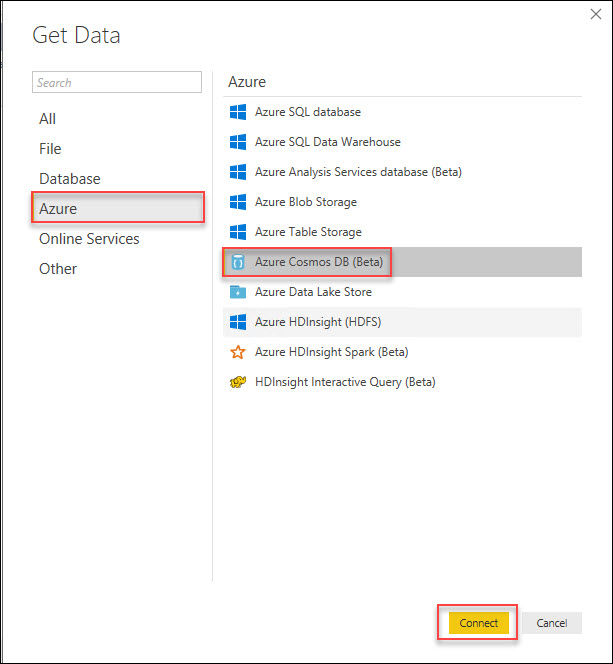 Get Data
Search
All
File
Database
Azure
Online Services
Other
Azure
Azure SQL database
Azure SQL Data Warehouse
Azure Analysis Services database (Beta)
Azure Blob Storage
Azure Table Storage
Azure Cosmos DB (Beta)
Azure Data Lake Store
Azure HDInsight (HDFS)
Azure HDInsight Spark (Beta)
HDInsight Interactive Query (Beta)
Connect
Cancel